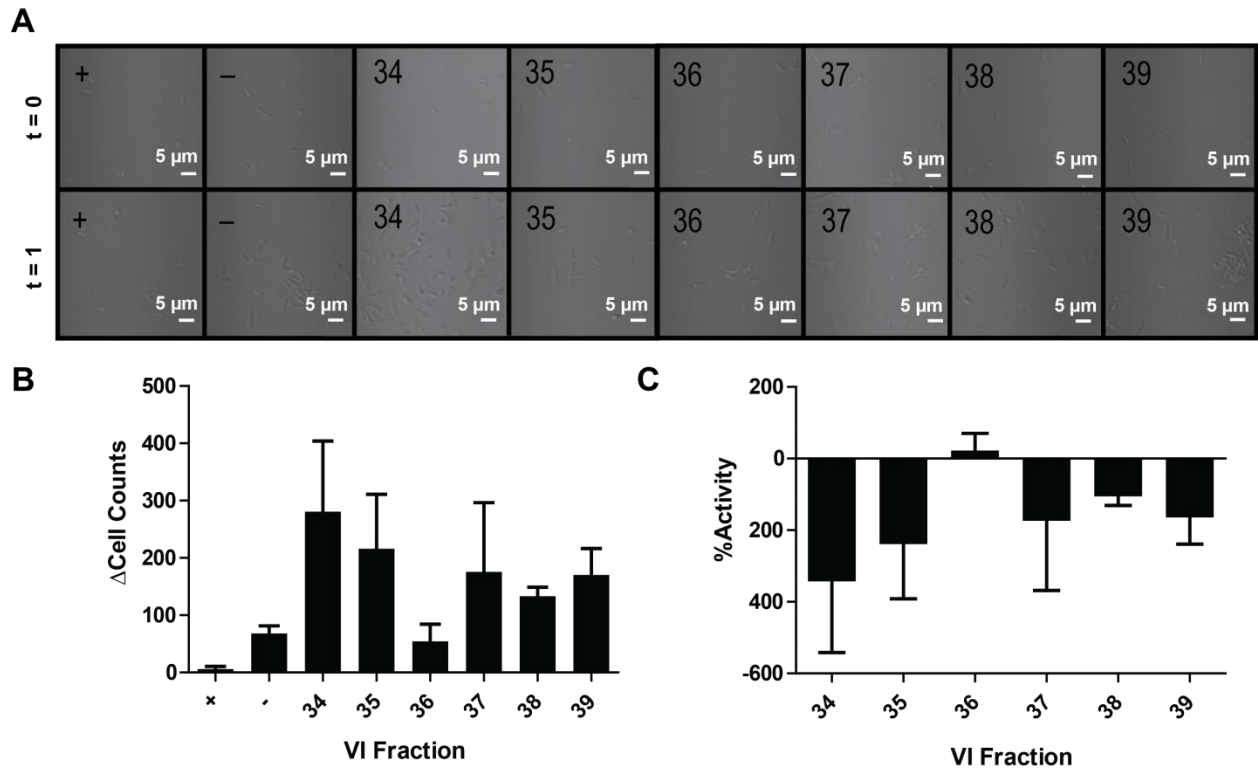 A
t = 0
+ – 34 35 36 37 38 39
5 µm 5 µm 5 µm 5 µm 5 µm 5 µm 5 µm 5 µm
t = 1
+ – 34 35 36 37 38 39
5 µm 5 µm 5 µm 5 µm 5 µm 5 µm 5 µm 5 µm
B
ΔCell Counts
500
400
300
200
100
0
+ - 34 35 36 37 38 39
VI Fraction
C
%Activity
200
0
200
400
-600
34 35 36 37 38 39
VI Fraction